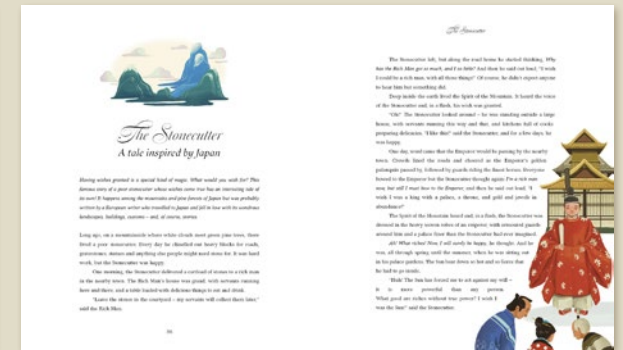 The Stonecutter
A tale inspired by Japan
Having wishes granted is a special kind of magic. What would you wish for? This
famous story of a poor stonecutter whose wishes come true has an interesting tale of
its own! It happens among the mountains and pine forests of Japan but was probably
written by a European writer who travelled to Japan and fell in love with its wondrous
landscapes, buildings, customs – and, of course, stories.
Long ago, on a mountainside where white clouds meet green pine trees, there
lived a poor stonecutter. Every day he chiselled out heavy blocks for roads,
gravestones, statues and anything else people might need stone for. It was hard
work, but the Stonecutter was happy.
One morning, the Stonecutter delivered a cartload of stones to a rich man
in the nearby town. The Rich Man's house was grand, with servants running
here and there, and a table loaded with delicious things to eat and drink.
'Leave the stones in the courtyard – my servants will collect them later,'
said the Rich Man.
The Stonecutter
The Stonecutter left, but along the road home he started thinking, Why
has the Rich Man got so much, and I so little? And then he said out loud, 'I wish
I could be a rich man, with all those things!' Of course, he didn't expect anyone
to hear him but something did.
Deep inside the earth lived the Spirit of the Mountain. It heard the voice
of the Stonecutter and, in a flash, his wish was granted.
'Oh!' The Stonecutter looked around – he was standing outside a large
house, with servants running this way and that, and kitchens full of cooks
preparing delicacies. 'I like this!' said the Stonecutter, and for a few days, he
was happy.
One day, word came that the Emperor would be passing by the nearby
town. Crowds lined the roads and cheered as the Emperor's golden
palanquin passed by, followed by guards riding the finest horses. Everyone
bowed to the Emperor but the Stonecutter thought again: I'm a rich man
now, but still I must bow to the Emperor, and then he said out loud, 'I
wish I was a king with a palace, a throne, and gold and jewels in
abundance!'
The Spirit of the Mountain heard and, in a flash, the Stonecutter was
dressed in the heavy screen robes of an emperor, with stationed guards
around him and a palace finer than the Stonecutter had ever imagined.
Ah! What riches! Now, I will surely be happy, he thought. And he
was, all through spring until the summer, when he was sitting out
in his palace gardens. The Sun bore down so hot and so fierce that
he had to go inside.
'Huh! The Sun has forced me to act against my will –
it is more powerful than any person.
What good are riches without true power? I wish I
was the Sun!' said the Stonecutter.